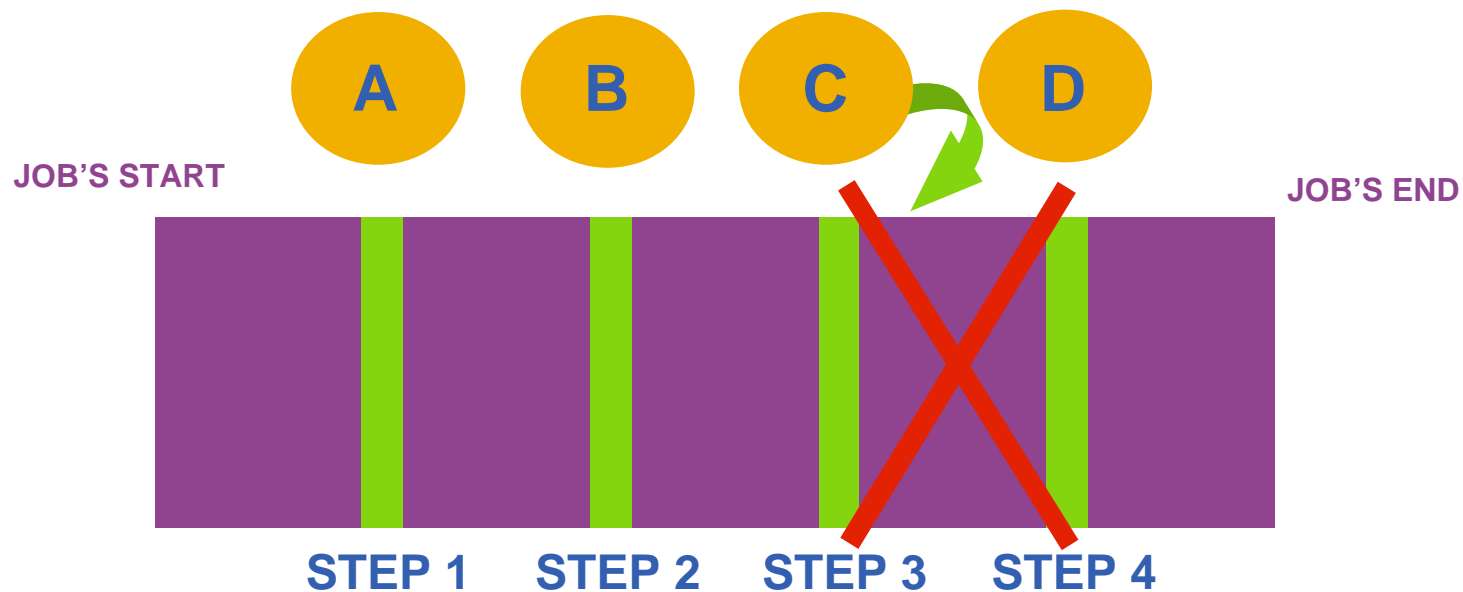 A
B
C
D
JOB’S START
JOB’S END
STEP 1
STEP 2
STEP 3
STEP 4